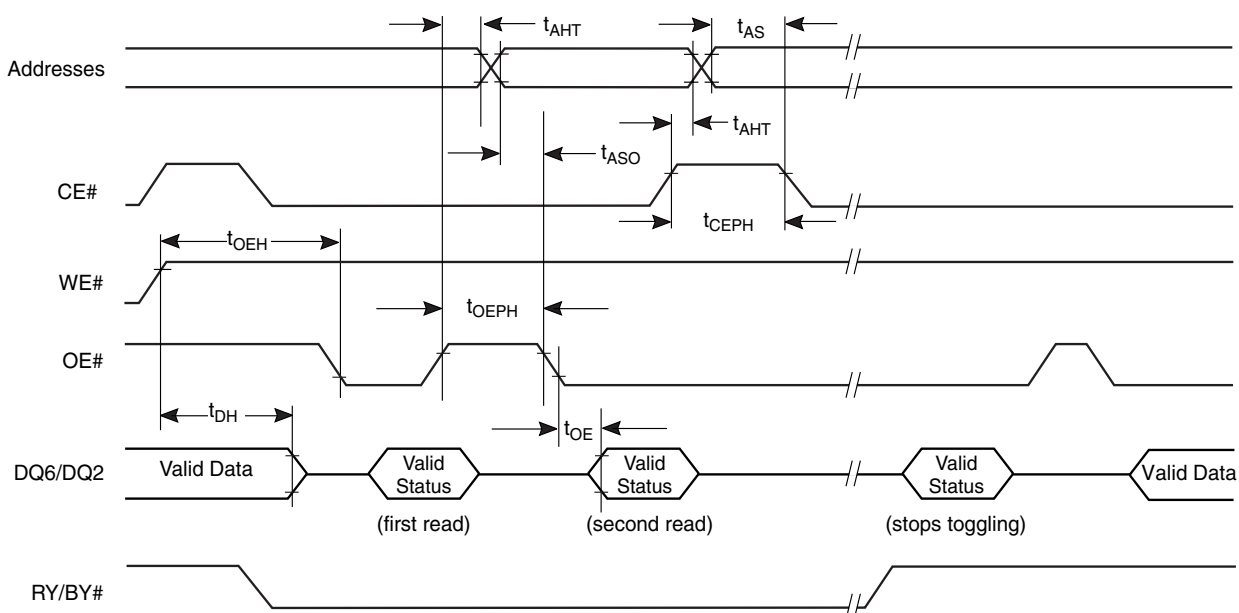 tAHT
tAS
Addresses
tAHT
tASO
CE#
tCEPH
tOEH
WE#
tOEPH
OE#
tDH
tOE
DQ6/DQ2
Valid Data
Valid
Status
Valid
Status
Valid
Status
Valid Data
(first read)
(second read)
(stops toggling)
RY/BY#